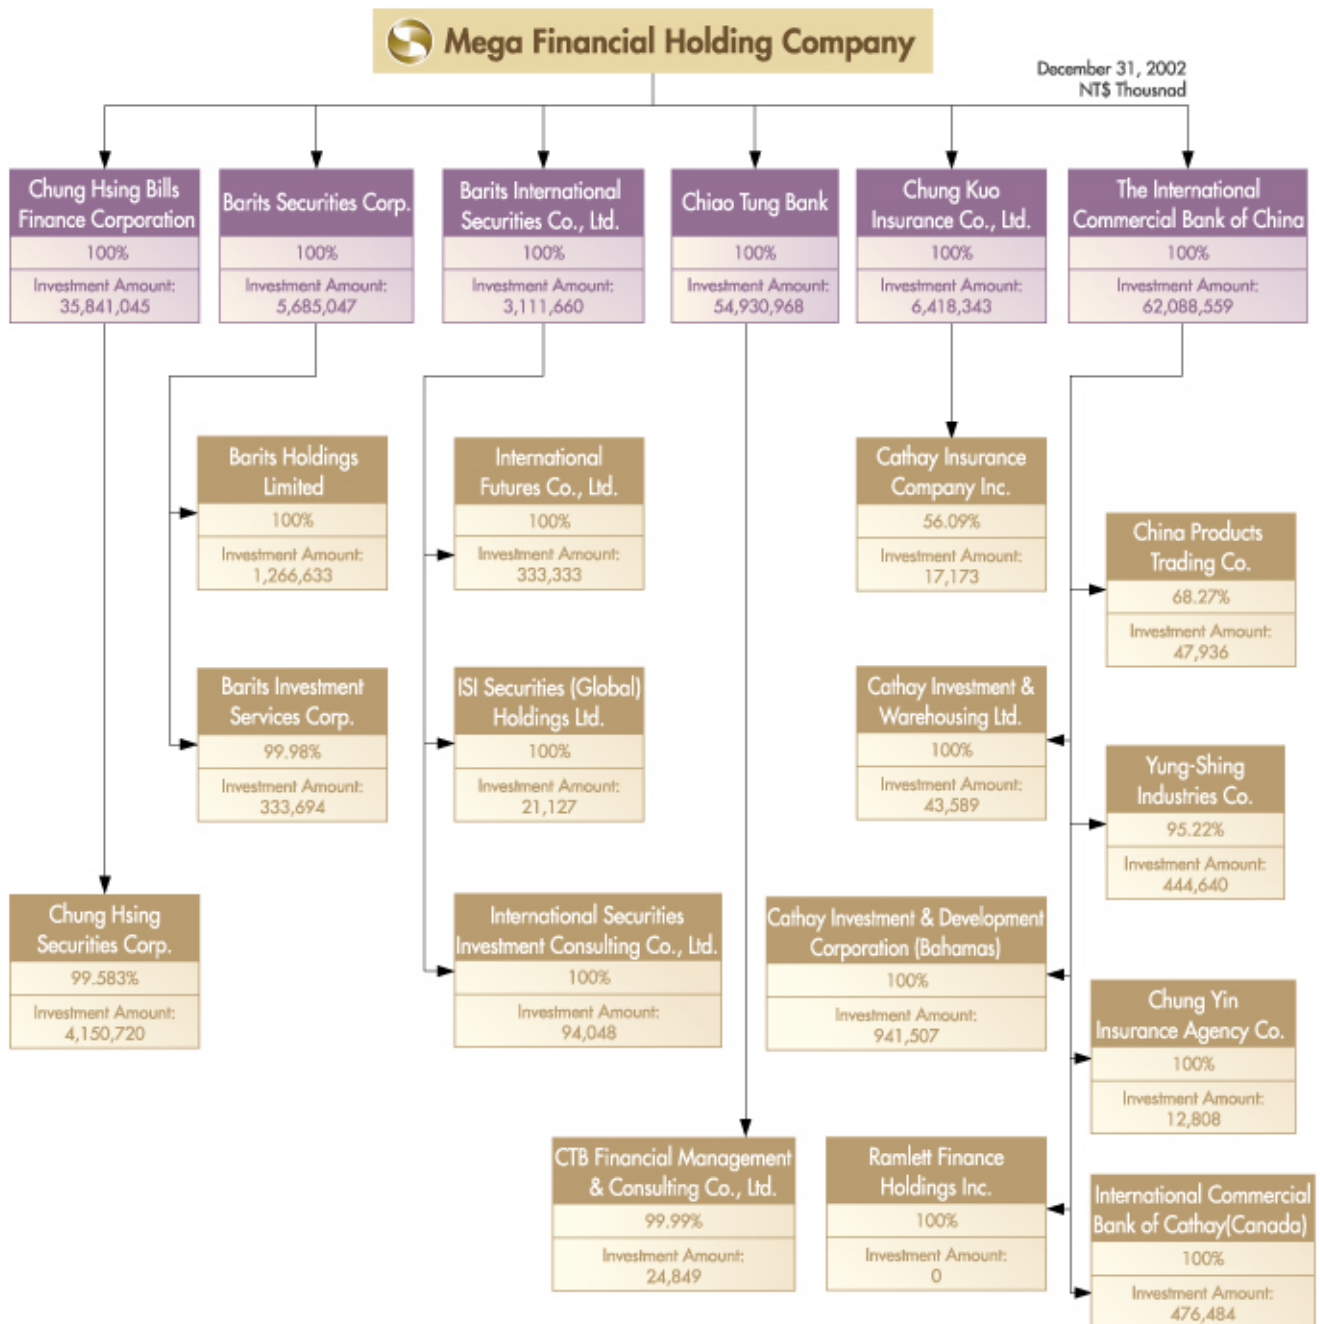 Mega Financial Holding Company
December 31, 2002
NT$ Thousnad
Chung Hsing Bills
Finance Corporation
100%
Investment Amount:
35,841,045
Barits Securities Corp.
100%
Investment Amount:
5,685,047
Barits International
Securities Co., Ltd.
100%
Investment Amount:
3,111,660
Chiao Tung Bank
100%
Investment Amount:
54,930,968
Chung Kuo
Insurance Co., Ltd.
100%
Investment Amount:
6,418,343
The International
Commercial Bank of China
100%
Investment Amount:
62,088,559
Barits Holdings
Limited
100%
Investment Amount:
1,266,633
International
Futures Co., Ltd.
100%
Investment Amount:
333,333
Cathay Insurance
Company Inc.
56.09%
Investment Amount:
17,173
China Products
Trading Co.
68.27%
Investment Amount:
47,936
Barits Investment
Services Corp.
99.98%
Investment Amount:
333,694
ISI Securities (Global)
Holdings Ltd.
100%
Investment Amount:
21,127
Cathay Investment &
Warehousing Ltd.
100%
Investment Amount:
43,589
Yung-Shing
Industries Co.
95.22%
Investment Amount:
444,640
Chung Hsing
Securities Corp.
99.583%
Investment Amount:
4,150,720
International Securities
Investment Consulting Co., Ltd.
100%
Investment Amount:
94,048
Cathay Investment & Development
Corporation (Bahamas)
100%
Investment Amount:
941,507
Chung Yin
Insurance Agency Co.
100%
Investment Amount:
12,808
CTB Financial Management
& Consulting Co., Ltd.
99.99%
Investment Amount:
24,849
Ramlett Finance
Holdings Inc.
100%
Investment Amount:
0
International Commercial
Bank of Cathay(Canada)
100%
Investment Amount:
476,484